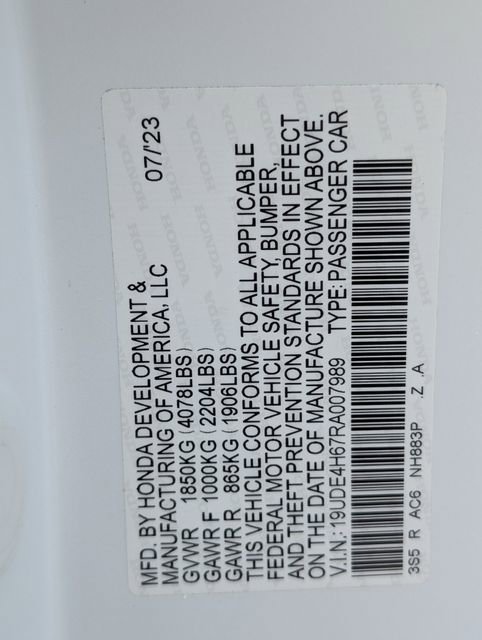 MFD. BY HONDA DEVELOPMENT & 07/'23
MANUFACTURING OF AMERICA, LLC
GVWR 1850KG (4078LBS)
GAWR F 1000KG (2204LBS)
GAWR R 865KG (1906LBS)
THIS VEHICLE CONFORMS TO ALL APPLICABLE
FEDERAL MOTOR VEHICLE SAFETY, BUMPER,
AND THEFT PREVENTION STANDARDS IN EFFECT
ON THE DATE OF MANUFACTURE SHOWN ABOVE.
V.I.N.: 19UDE4H67RA007989 TYPE: PASSENGER CAR
3S5 R AC6 NH883P .Z .A